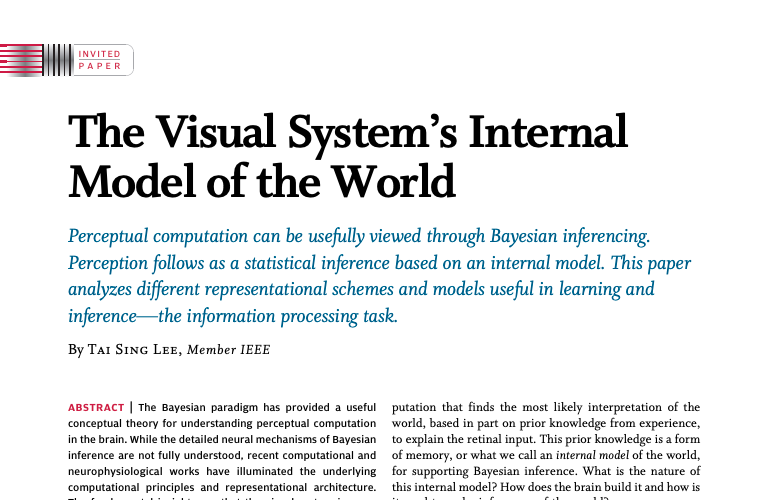 INVITED
PAPER
The Visual System's Internal
Model of the World
Perceptual computation can be usefully viewed through Bayesian inferencing.
Perception follows as a statistical inference based on an internal model. This paper
analyzes different representational schemes and models useful in learning and
inference—the information processing task.
By Tai Sing Lee, Member IEEE
ABSTRACT | The Bayesian paradigm has provided a useful
conceptual theory for understanding perceptual computation
in the brain. While the detailed neural mechanisms of Bayesian
inference are not fully understood, recent computational and
neurophysiological works have illuminated the underlying
computational principles and representational architecture.
putation that finds the most likely interpretation of the
world, based in part on prior knowledge from experience,
to explain the retinal input. This prior knowledge is a form
of memory, or what we call an internal model of the world,
for supporting Bayesian inference. What is the nature of
this internal model? How does the brain build it and how is